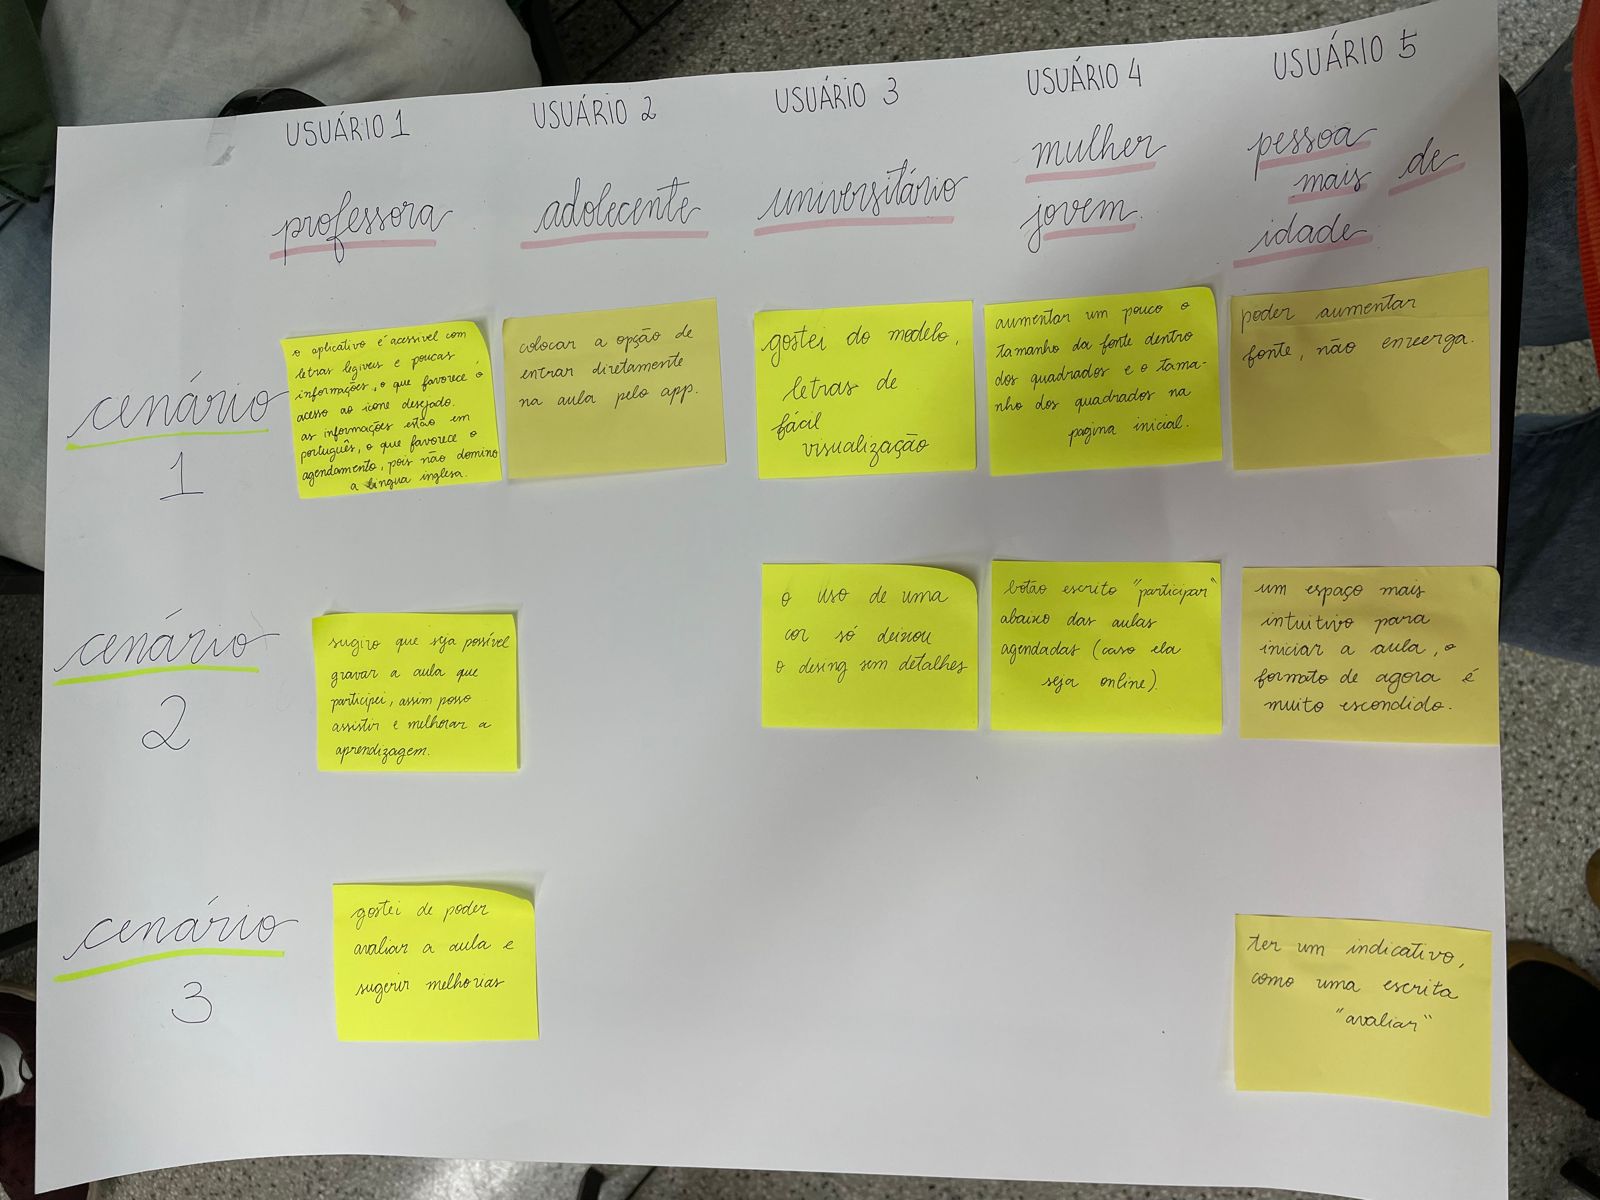 USUÁRIO 1
professora
USUÁRIO 2
adolecente
USUÁRIO 3
universitário
USUÁRIO 4
mulher
jovem
USUÁRIO 5
pessoa
mais de
idade
cenário
1
o aplicativo é acessivel com
letras legiveis e poucas
informações, o que favorece o
acesso ao icone desejado.
as informações estão em
português, o que favorece o
agendamento, pois não domino
a língua inglesa.
colocar a opção de
entrar diretamente
na aula pelo app.
gostei do modelo,
letras de
fácil
visualização
aumentar um pouco o
tamanho da fonte dentro
dos quadrados e o tama-
nho dos quadrados na
pagina inicial.
poder aumentar
fonte, não enxerga.
cenário
2
sugiro que seja possível
gravar a aula que
participei, assim posso
assistir e melhorar a
aprendizagem.
o uso de uma
cor só deixou
o desing sem detalhes
botão escrito "participar"
abaixo das aulas
agendadas (caso ela
seja online).
um espaço mais
intuitivo para
iniciar a aula, o
formato de agora é
muito escondido.
cenário
3
gostei de poder
avaliar a aula e
sugerir melhorias
ter um indicativo,
como uma escrita
"avaliar"